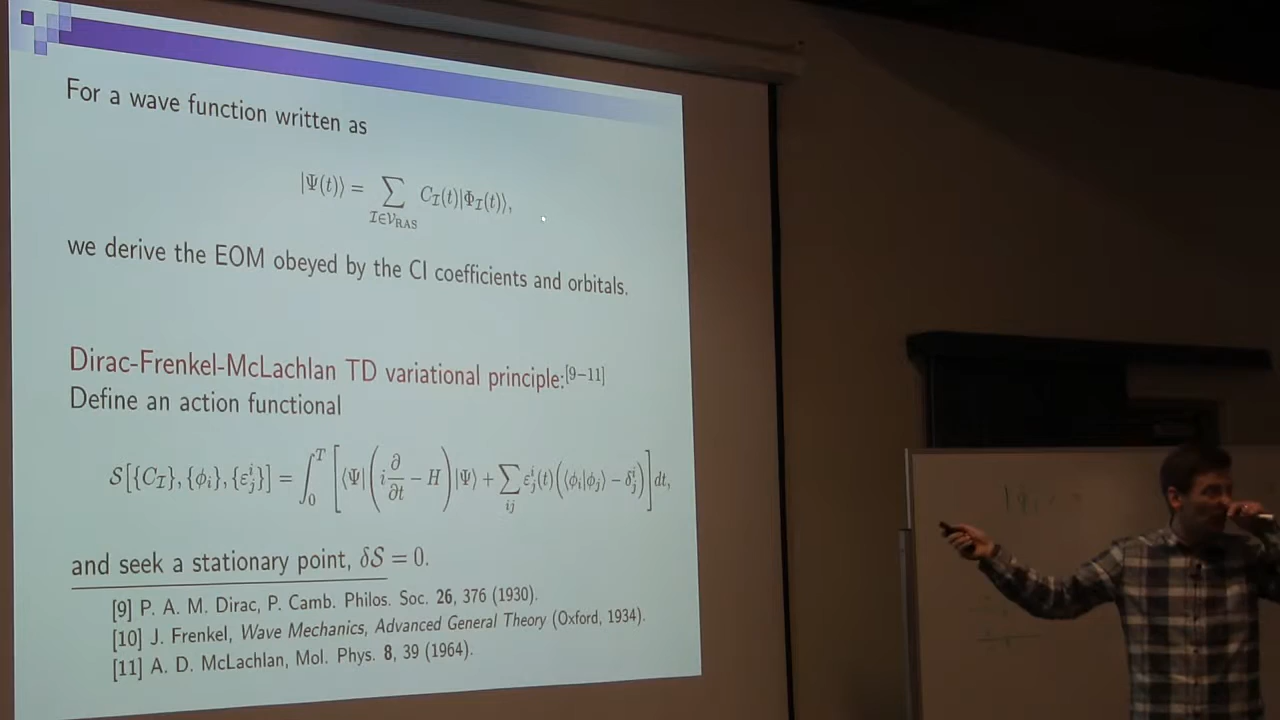 For a wave function written as
|Ψ(t)⟩ = ∑_{I∈V_RAS} C_I(t)|Φ_I(t)⟩,
we derive the EOM obeyed by the CI coefficients and orbitals.
Dirac-Frenkel-McLachlan TD variational principle:[9−11]
Define an action functional
S[{C_I}, {ϕ_i}, {ε^i_j}] = ∫_0^T [⟨Ψ|(i ∂/∂t − H)|Ψ⟩ + ∑_{ij} ε^i_j(t)(⟨ϕ_i|ϕ_j⟩ − δ^i_j)] dt,
and seek a stationary point, δS = 0.
[9] P. A. M. Dirac, P. Camb. Philos. Soc. 26, 376 (1930).
[10] J. Frenkel, Wave Mechanics, Advanced General Theory (Oxford, 1934).
[11] A. D. McLachlan, Mol. Phys. 8, 39 (1964).